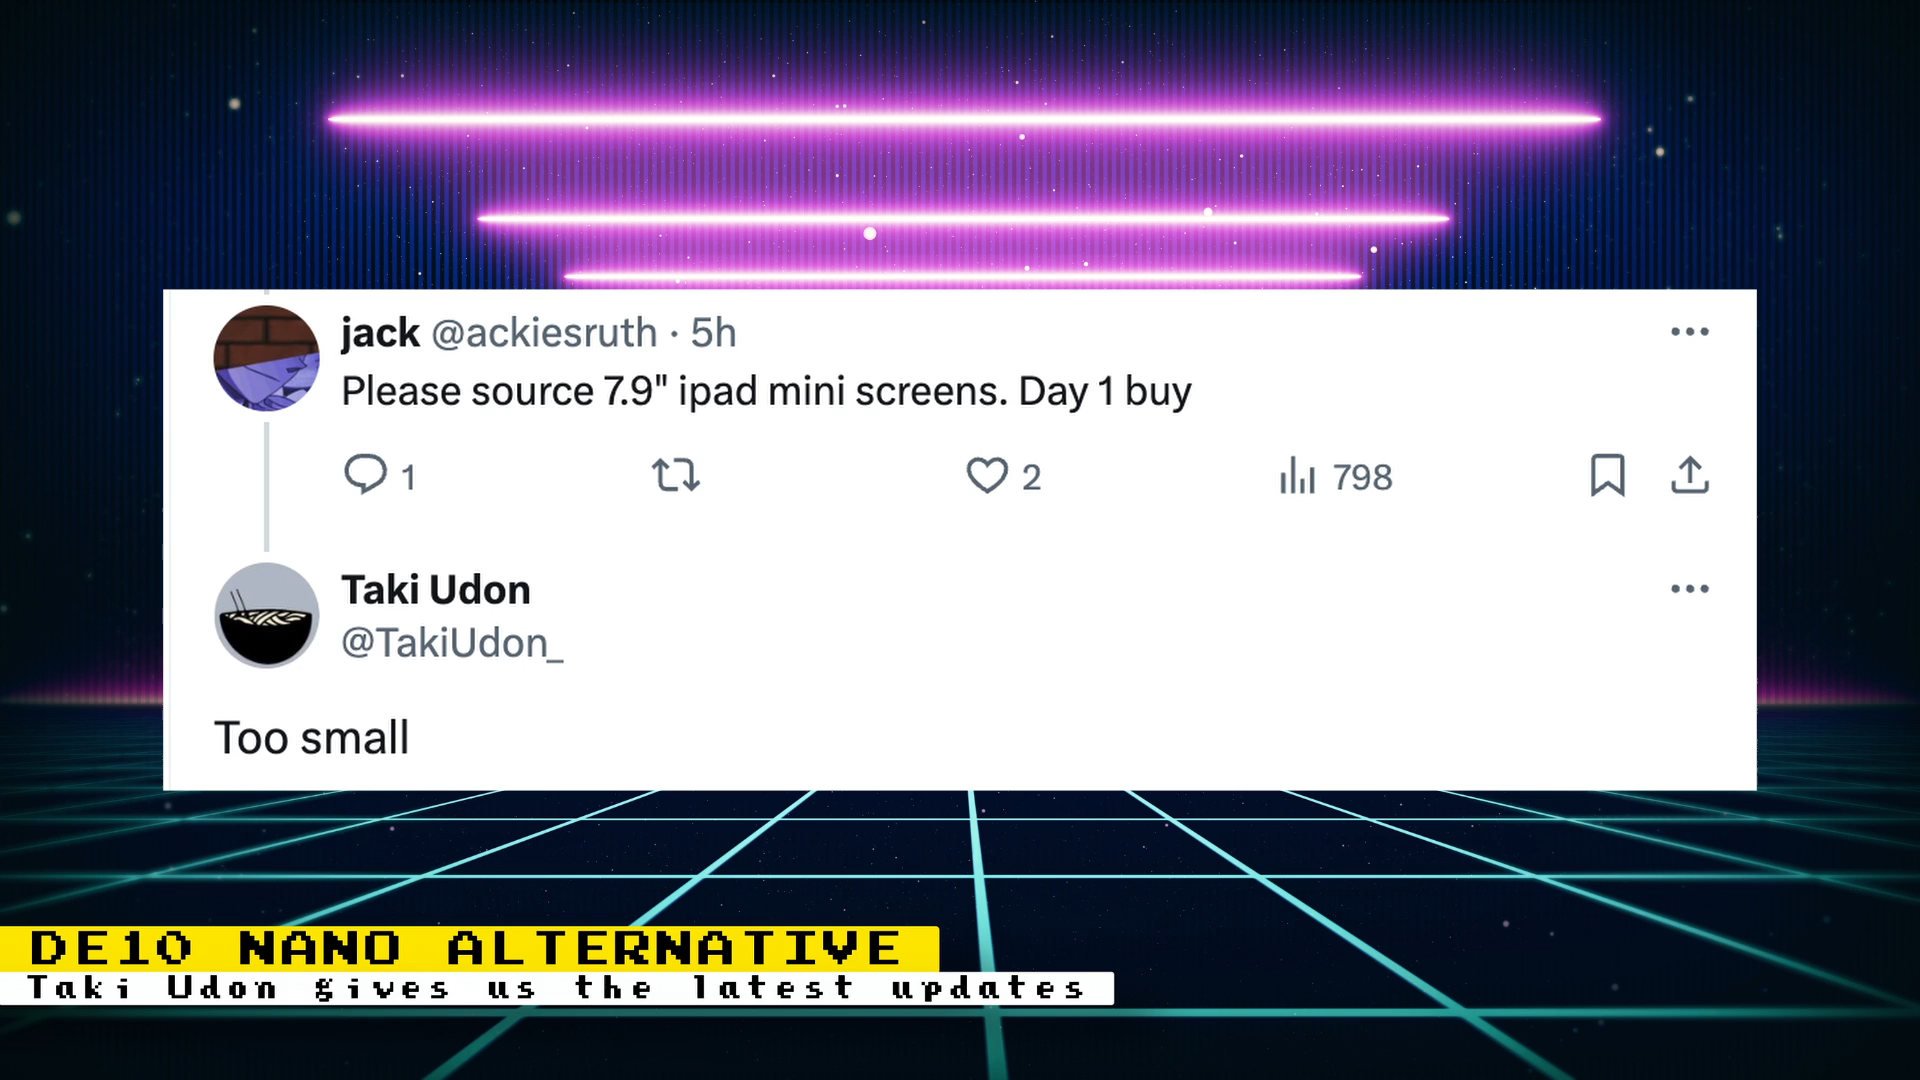 jack @ackiesruth · 5h
Please source 7.9" ipad mini screens. Day 1 buy
1 2 798
Taki Udon
@TakiUdon_
Too small
DE10 NANO ALTERNATIVE
Taki Udon gives us the latest updates